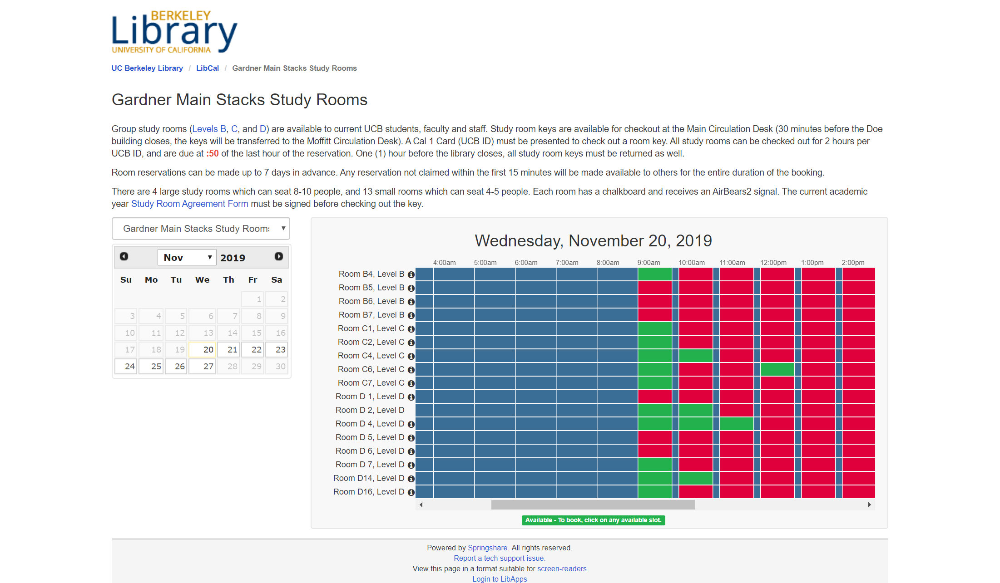 BERKELEY
Library
UNIVERSITY OF CALIFORNIA
UC Berkeley Library / LibCal / Gardner Main Stacks Study Rooms
Gardner Main Stacks Study Rooms
Group study rooms (Levels B, C, and D) are available to current UCB students, faculty and staff. Study room keys are available for checkout at the Main Circulation Desk (30 minutes before the Doe
building closes, the keys will be transferred to the Moffitt Circulation Desk). A Cal 1 Card (UCB ID) must be presented to check out a room key. All study rooms can be checked out for 2 hours per
UCB ID, and are due at :50 of the last hour of the reservation. One (1) hour before the library closes, all study room keys must be returned as well.
Room reservations can be made up to 7 days in advance. Any reservation not claimed within the first 15 minutes will be made available to others for the entire duration of the booking.
There are 4 large study rooms which can seat 8-10 people, and 13 small rooms which can seat 4-5 people. Each room has a chalkboard and receives an AirBears2 signal. The current academic
year Study Room Agreement Form must be signed before checking out the key.
Gardner Main Stacks Study Rooms
Nov 2019
Su Mo Tu We Th Fr Sa
1 2
3 4 5 6 7 8 9
10 11 12 13 14 15 16
17 18 19 20 21 22 23
24 25 26 27 28 29 30
Wednesday, November 20, 2019
4:00am 5:00am 6:00am 7:00am 8:00am 9:00am 10:00am 11:00am 12:00pm 1:00pm 2:00pm
Room B4, Level B
Room B5, Level B
Room B6, Level B
Room B7, Level B
Room C1, Level C
Room C2, Level C
Room C4, Level C
Room C6, Level C
Room C7, Level C
Room D 1, Level D
Room D 2, Level D
Room D 4, Level D
Room D 5, Level D
Room D 6, Level D
Room D 7, Level D
Room D14, Level D
Room D16, Level D
Available - To book, click on any available slot.
Powered by Springshare. All rights reserved.
Report a tech support issue.
View this page in a format suitable for screen-readers
Login to LibApps